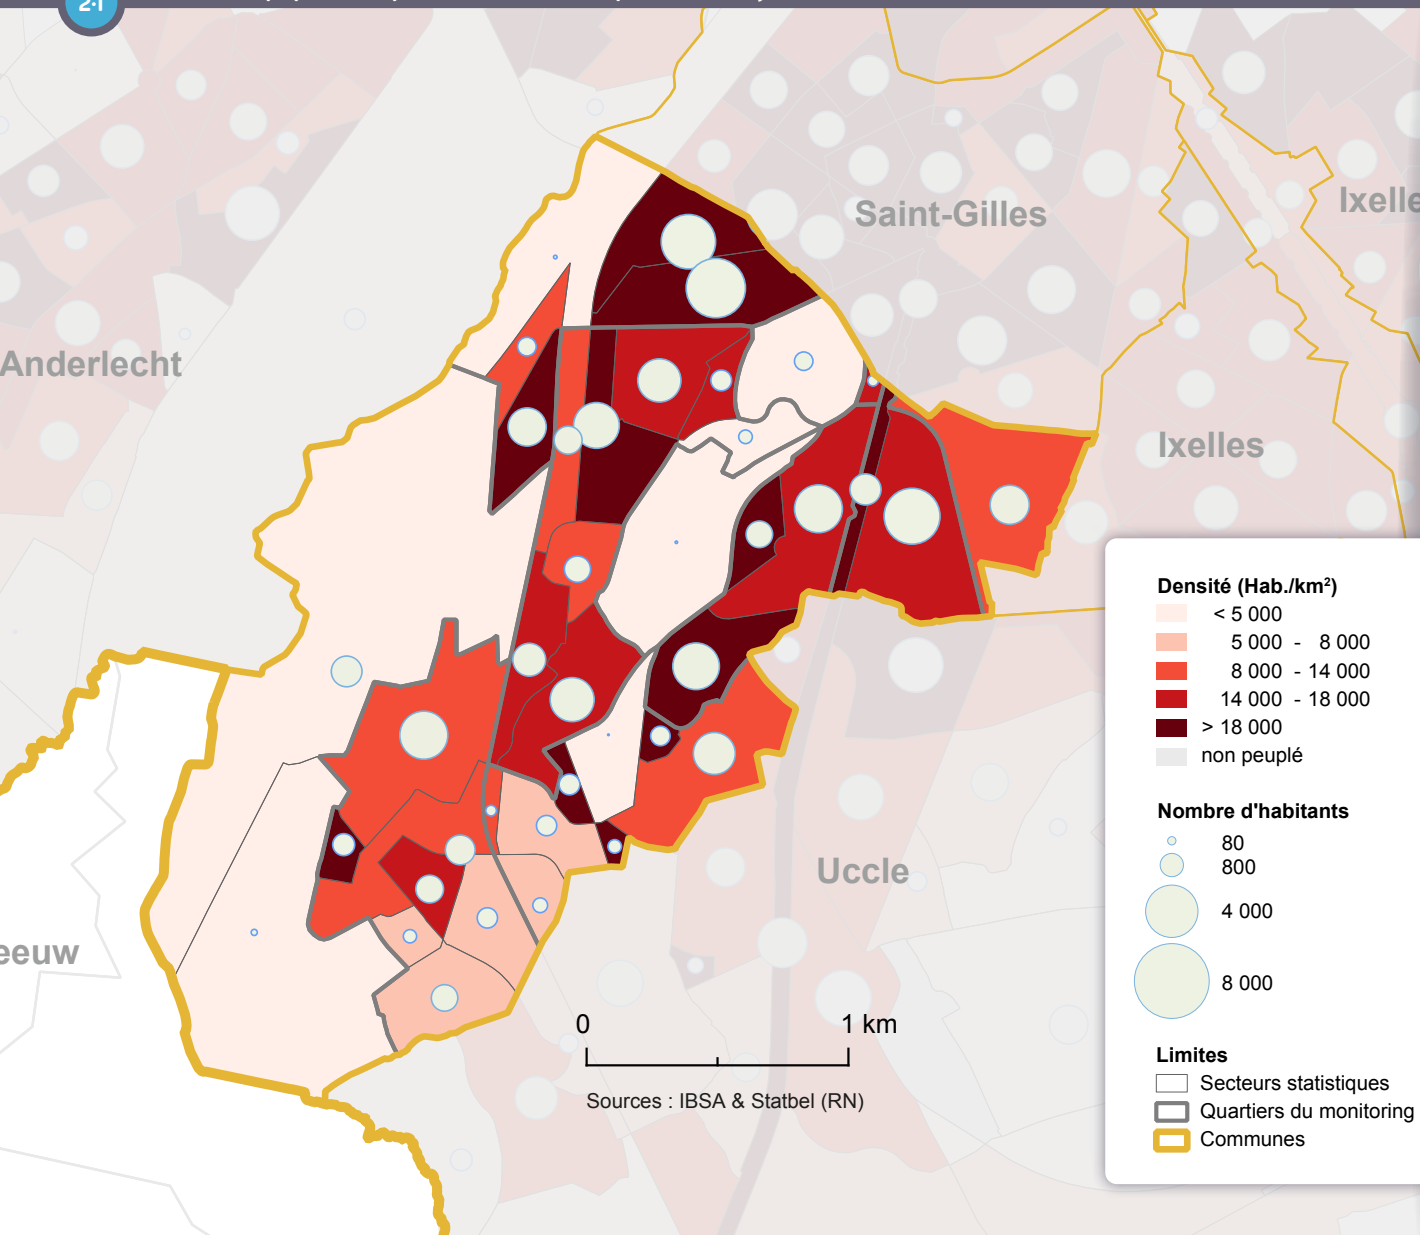 2·1
Saint-Gilles
Ixelle
Anderlecht
Ixelles
Densité (Hab./km²)
< 5 000
5 000 - 8 000
8 000 - 14 000
14 000 - 18 000
> 18 000
non peuplé
Nombre d'habitants
80
800
4 000
8 000
Uccle
eeuw
0 1 km
Sources : IBSA & Statbel (RN)
Limites
Secteurs statistiques
Quartiers du monitoring
Communes